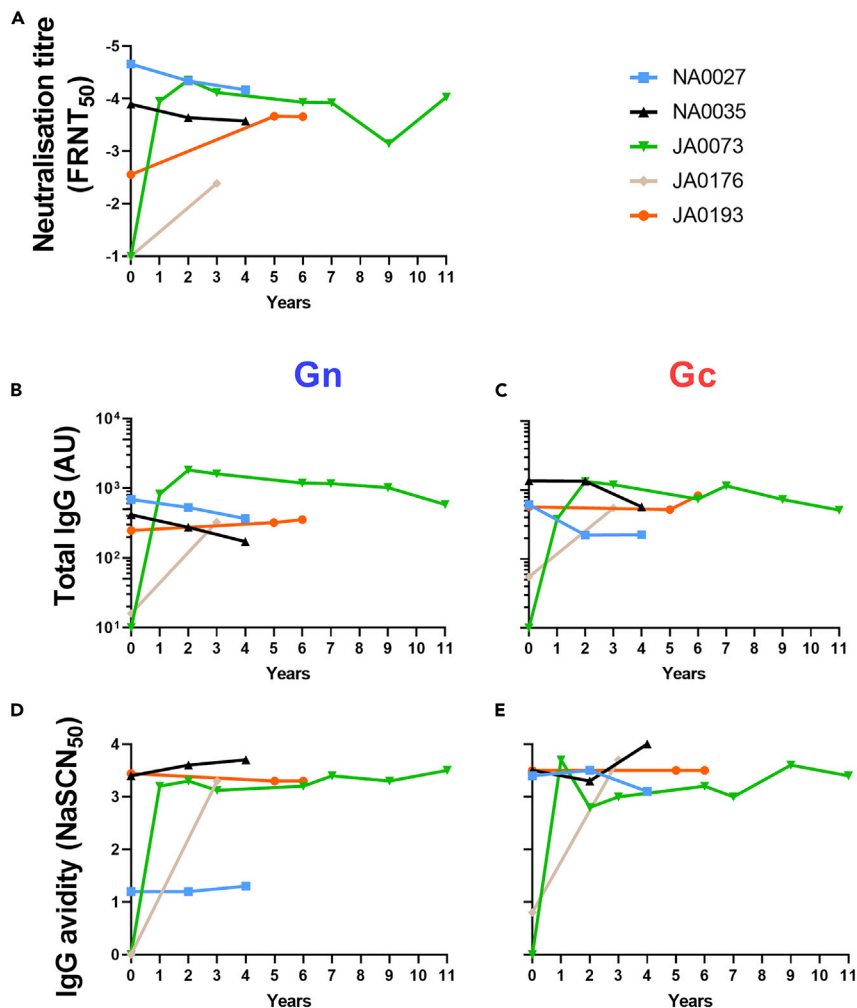 A
Neutralisation titre
(FRNT50)
-5
-4
-3
-2
-1
0 1 2 3 4 5 6 7 8 9 10 11
Years
NA0027
NA0035
JA0073
JA0176
JA0193
Gn
Gc
B
Total IgG (AU)
10^4
10^3
10^2
10^1
0 1 2 3 4 5 6 7 8 9 10 11
Years
C
0 1 2 3 4 5 6 7 8 9 10 11
Years
D
IgG avidity (NaSCN50)
4
3
2
1
0
0 1 2 3 4 5 6 7 8 9 10 11
Years
E
0 1 2 3 4 5 6 7 8 9 10 11
Years